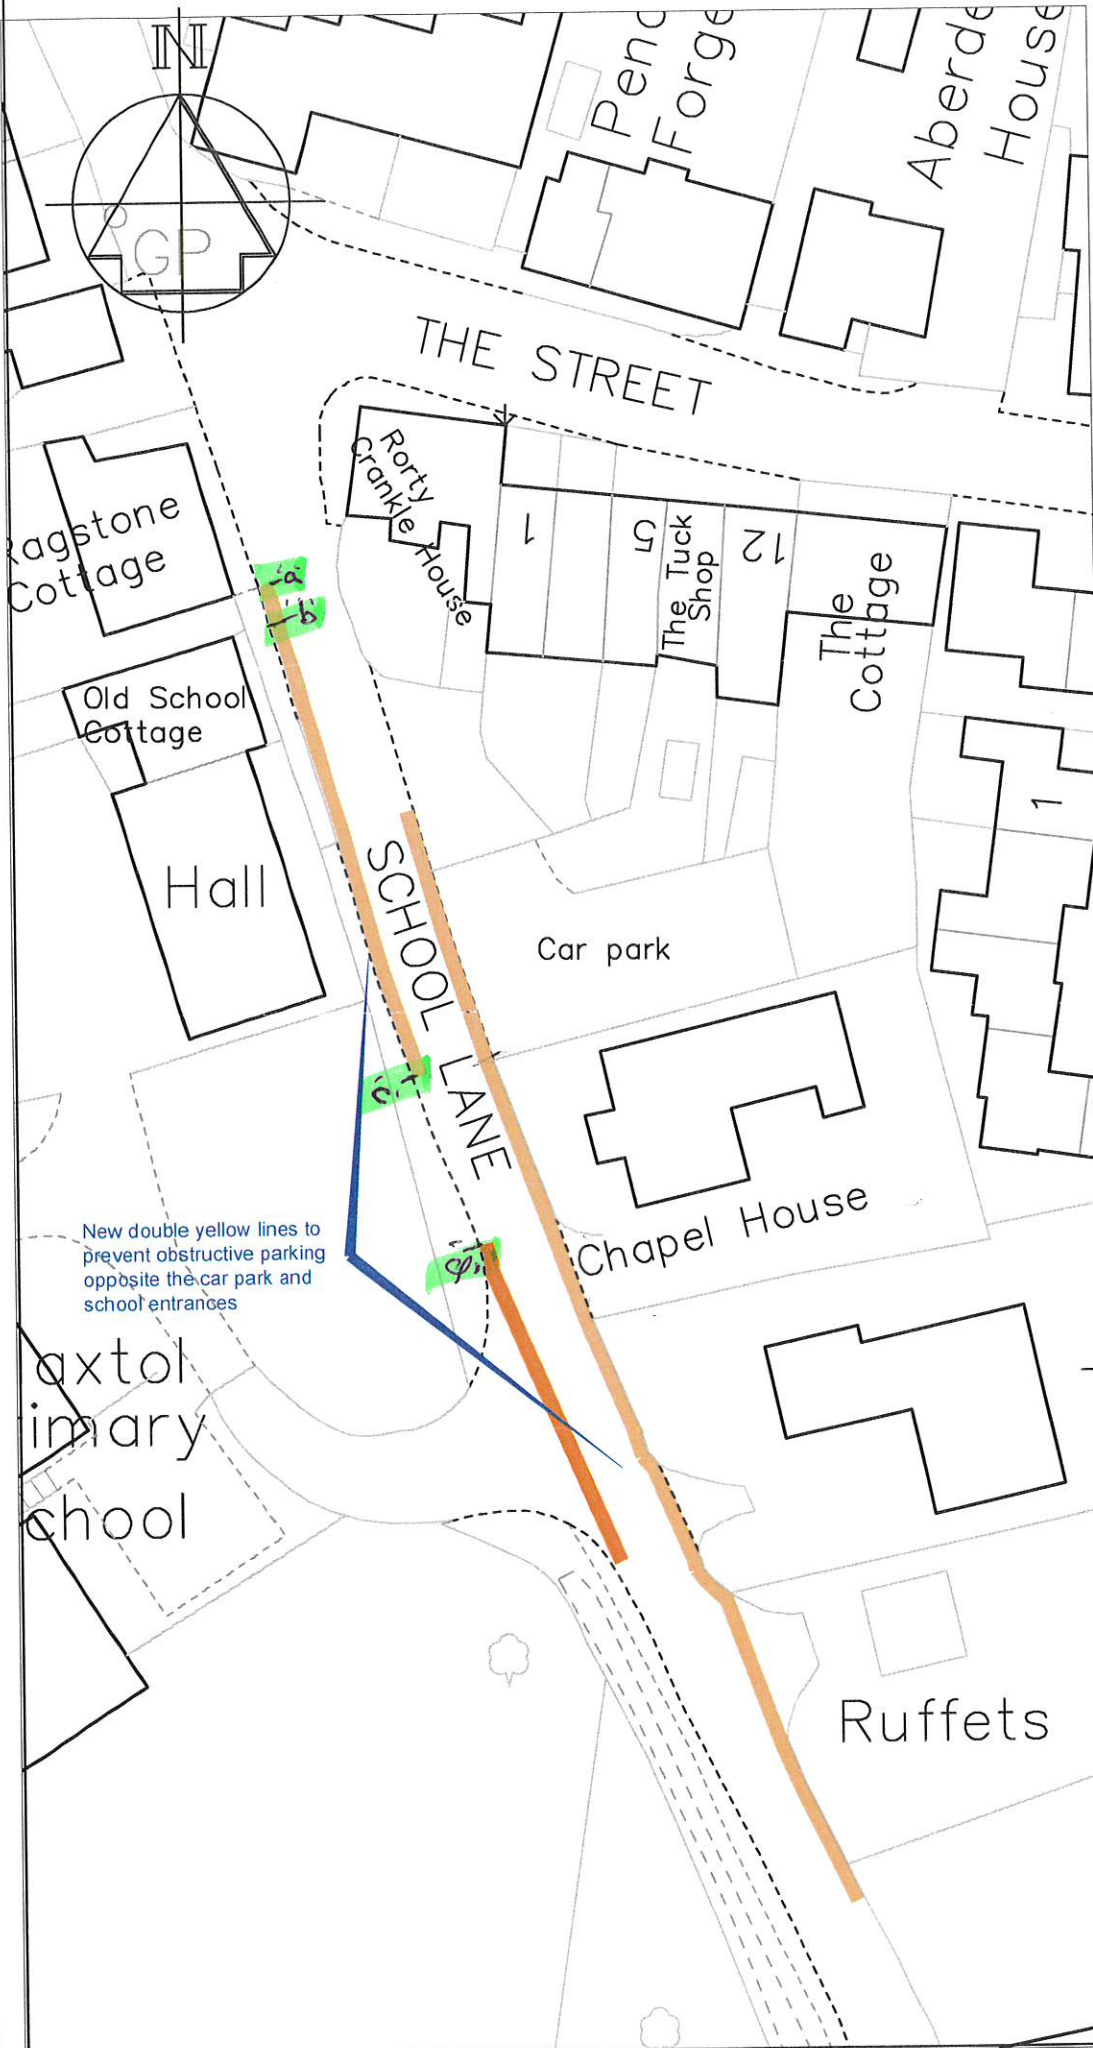 N
GP
Pend
Forge
Aberde
House
THE STREET
Rorty
Crankle
House
1
5
The Tuck
Shop
12
The
Cottage
Ragstone
Cottage
'a'
'b'
Old School
Cottage
1
Hall
SCHOOL LANE
Car park
'c'
Chapel House
'd'
New double yellow lines to
prevent obstructive parking
opposite the car park and
school entrances
axtol
imary
chool
Ruffets